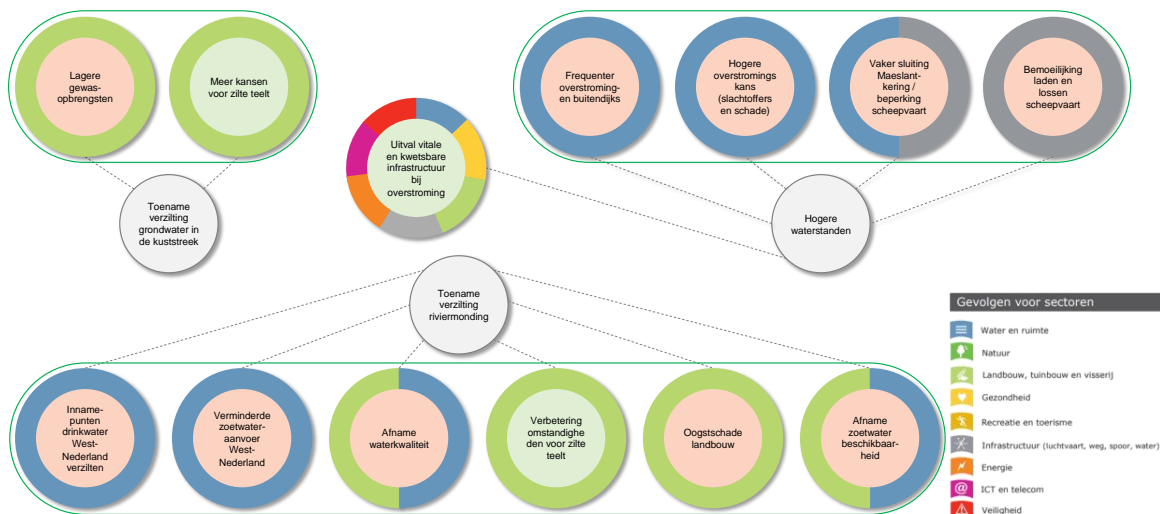 Lagere
gewas-
opbrengsten
Meer kansen
voor zilte teelt
Uitval vitale
en kwetsbare
infrastructuur
bij
overstroming
Frequenter
overstroming-
en buitendijks
Hogere
overstromings
kans
(slachtoffers
en schade)
Vaker sluiting
Maeslant-
kering /
beperking
scheepvaart
Bemoeilijking
laden en
lossen
scheepvaart
Toename
verzilting
grondwater in
de kuststreek
Hogere
waterstanden
Toename
verzilting
riviermonding
Inname-
punten
drinkwater
West-
Nederland
verzilten
Verminderde
zoetwater-
aanvoer
West-
Nederland
Afname
waterkwaliteit
Verbetering
omstandighe
den voor zilte
teelt
Oogstschade
landbouw
Afname
zoetwater
beschikbaar-
heid
Gevolgen voor sectoren
Water en ruimte
Natuur
Landbouw, tuinbouw en visserij
Gezondheid
Recreatie en toerisme
Infrastructuur (luchtvaart, weg, spoor, water)
Energie
@ ICT en telecom
Veiligheid